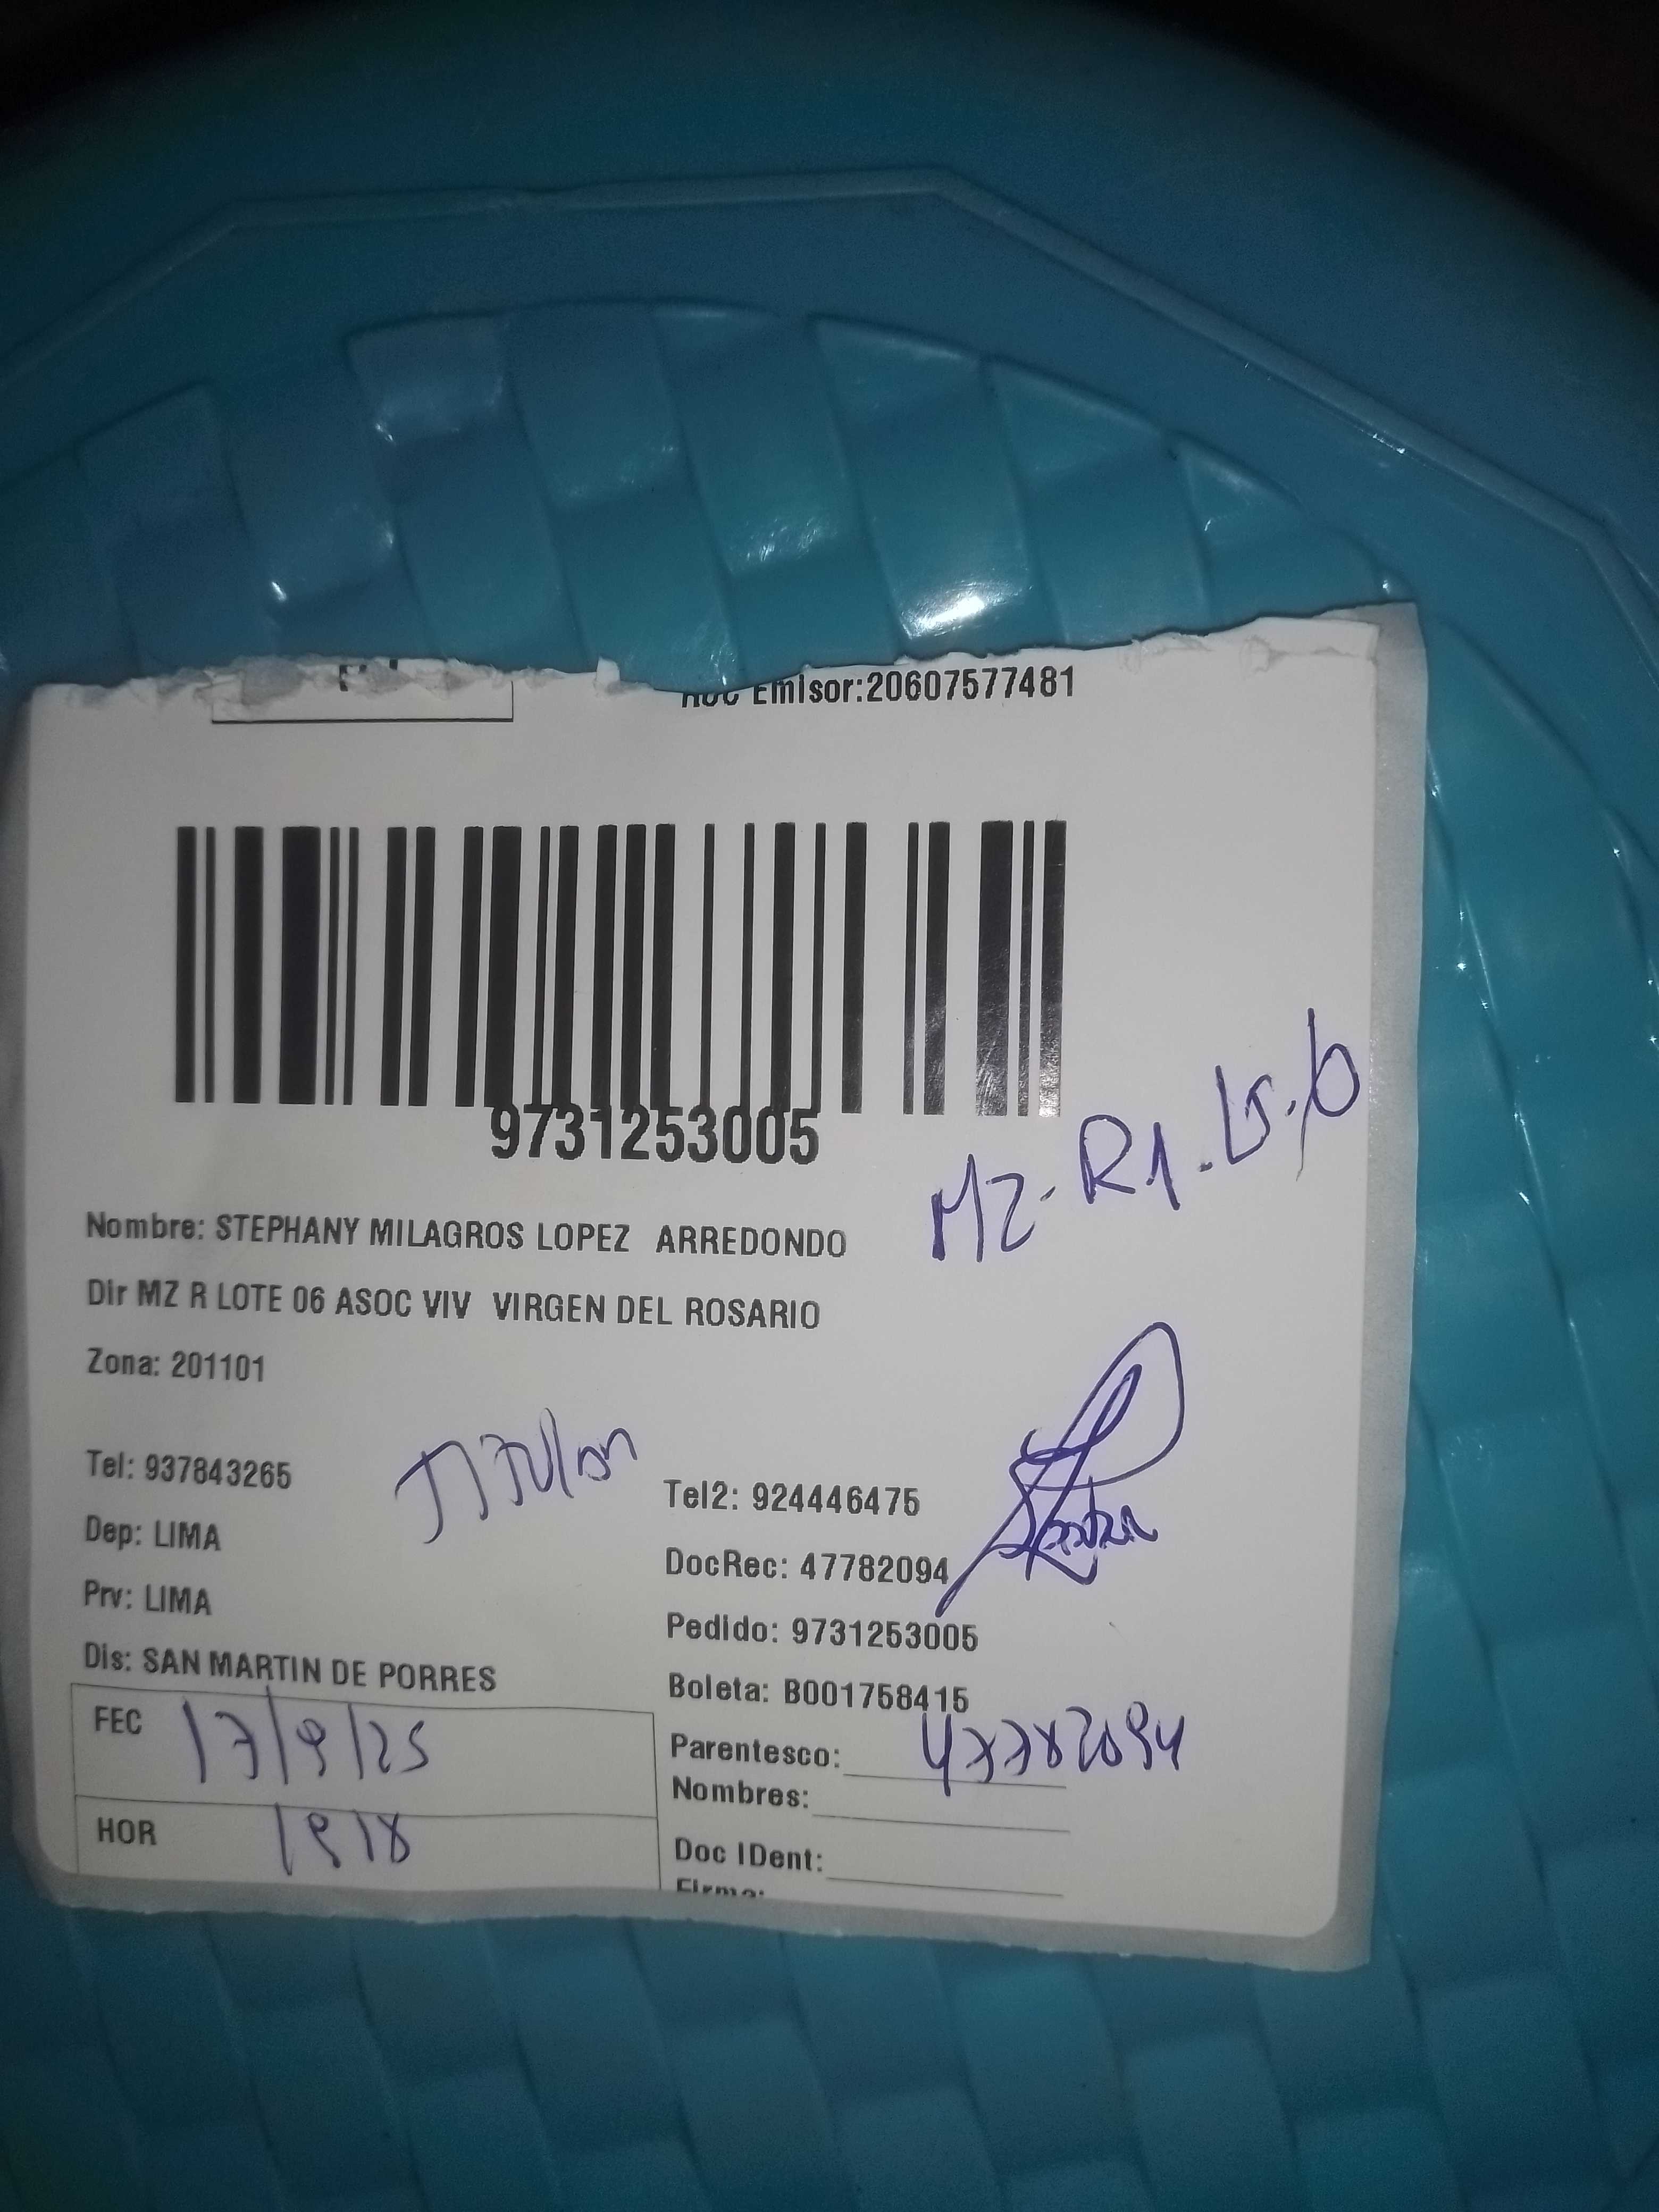 Emisor:20607577481
9731253005
MZ-R1-Lt.6
Nombre: STEPHANY MILAGROS LOPEZ ARREDONDO
Dir MZ R LOTE 06 ASOC VIV VIRGEN DEL ROSARIO
Zona: 201101
Tel: 937843265
Tel2: 924446475
Dep: LIMA
DocRec: 47782094
Prv: LIMA
Pedido: 9731253005
Dis: SAN MARTIN DE PORRES
Boleta: B001758415
FEC 17/9/25
Parentesco: 47782094
Nombres:
HOR 1918
Doc IDent:
Firma: